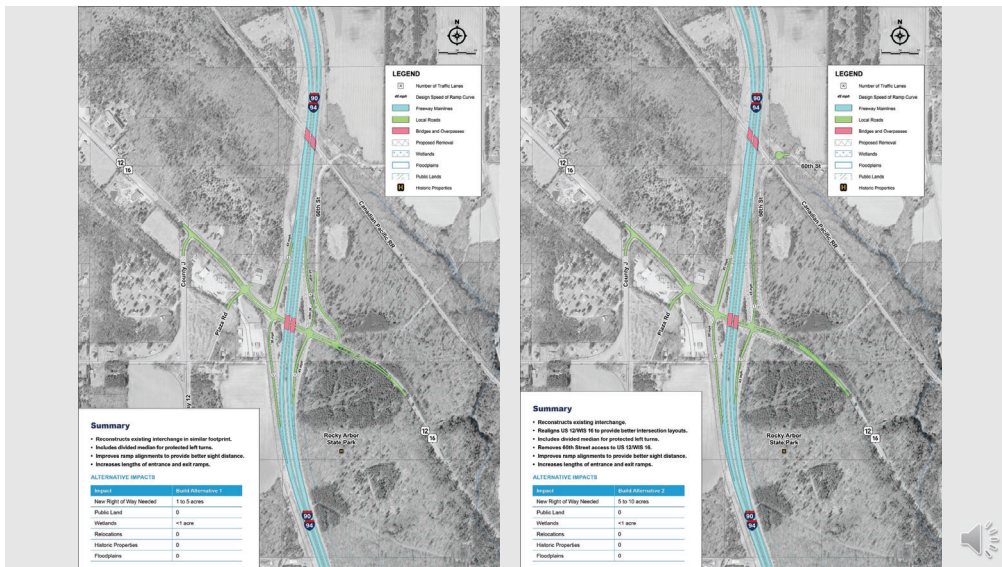 N
LEGEND
Number of Traffic Lanes
Design Speed of Ramp Curve
Freeway Mainlines
Local Roads
Bridges and Overpasses
Proposed Removal
Wetlands
Floodplains
Public Lands
H Historic Properties
90
94
12
16
60th St
Canadian Pacific RR
County J
Plaza Rd
Rocky Arbor
State Park
12
16
90
94
Summary
• Reconstructs existing interchange in similar footprint.
• Includes divided median for protected left turns.
• Improves ramp alignments to provide better sight distance.
• Increases lengths of entrance and exit ramps.
ALTERNATIVE IMPACTS
Impact Build Alternative 1
New Right of Way Needed 1 to 5 acres
Public Land 0
Wetlands <1 acre
Relocations 0
Historic Properties 0
Floodplains 0
N
LEGEND
Number of Traffic Lanes
Design Speed of Ramp Curve
Freeway Mainlines
Local Roads
Bridges and Overpasses
Proposed Removal
Wetlands
Floodplains
Public Lands
H Historic Properties
90
94
12
16
60th St
Canadian Pacific RR
County J
Plaza Rd
Rocky Arbor
State Park
12
16
90
94
Summary
• Reconstructs existing interchange.
• Realigns US 12/WIS 16 to provide better intersection layouts.
• Includes divided median for protected left turns.
• Removes 60th Street access to US 12/WIS 16.
• Improves ramp alignments to provide better sight distance.
• Increases lengths of entrance and exit ramps.
ALTERNATIVE IMPACTS
Impact Build Alternative 2
New Right of Way Needed 5 to 10 acres
Public Land 0
Wetlands <1 acre
Relocations 0
Historic Properties 0
Floodplains 0